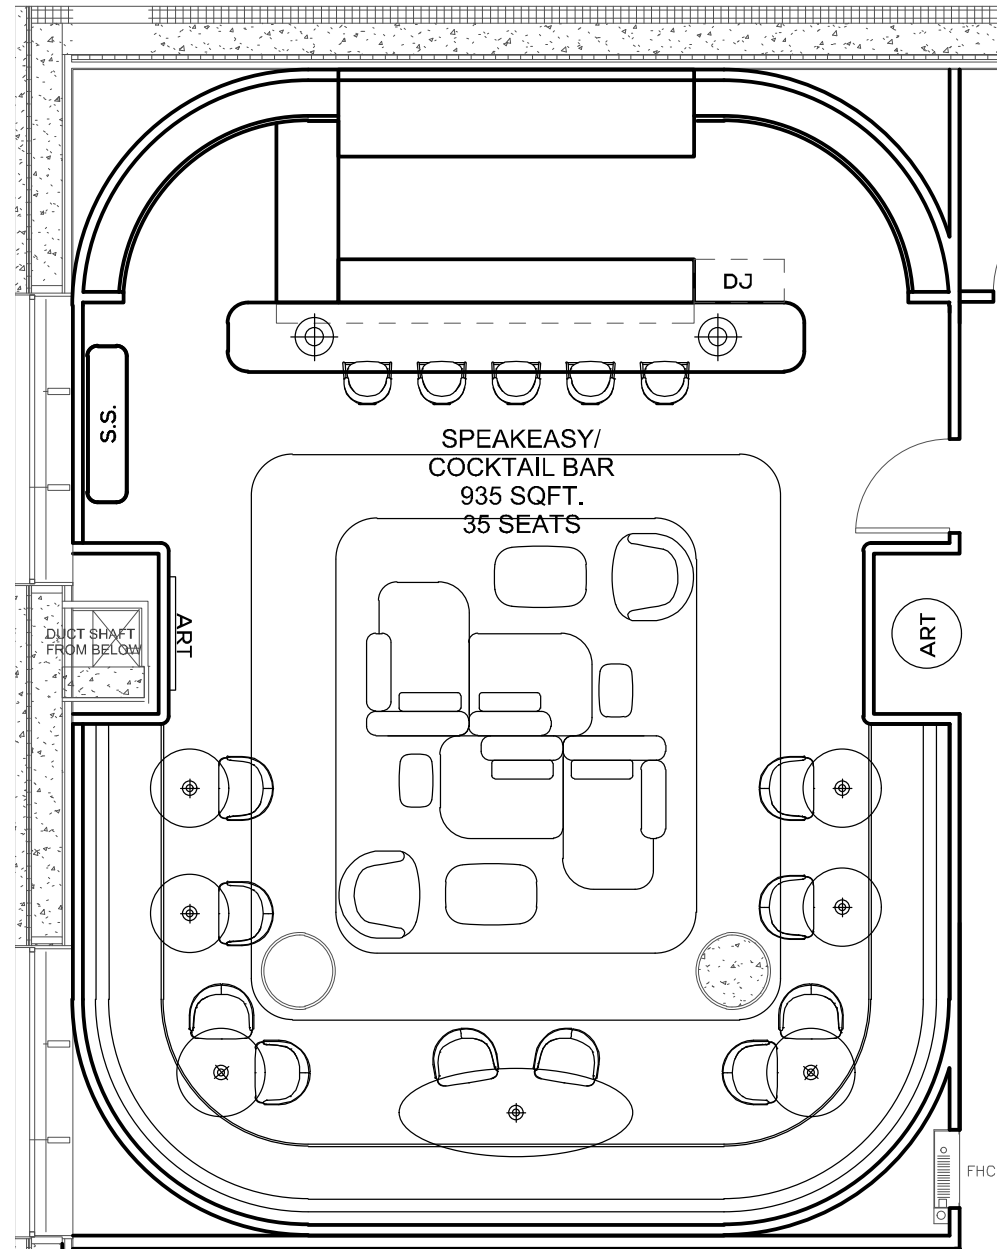 DJ
S.S.
SPEAKEASY/
COCKTAIL BAR
935 SQFT.
35 SEATS
ART
DUCT SHAFT
FROM BELOW
ART
FHC